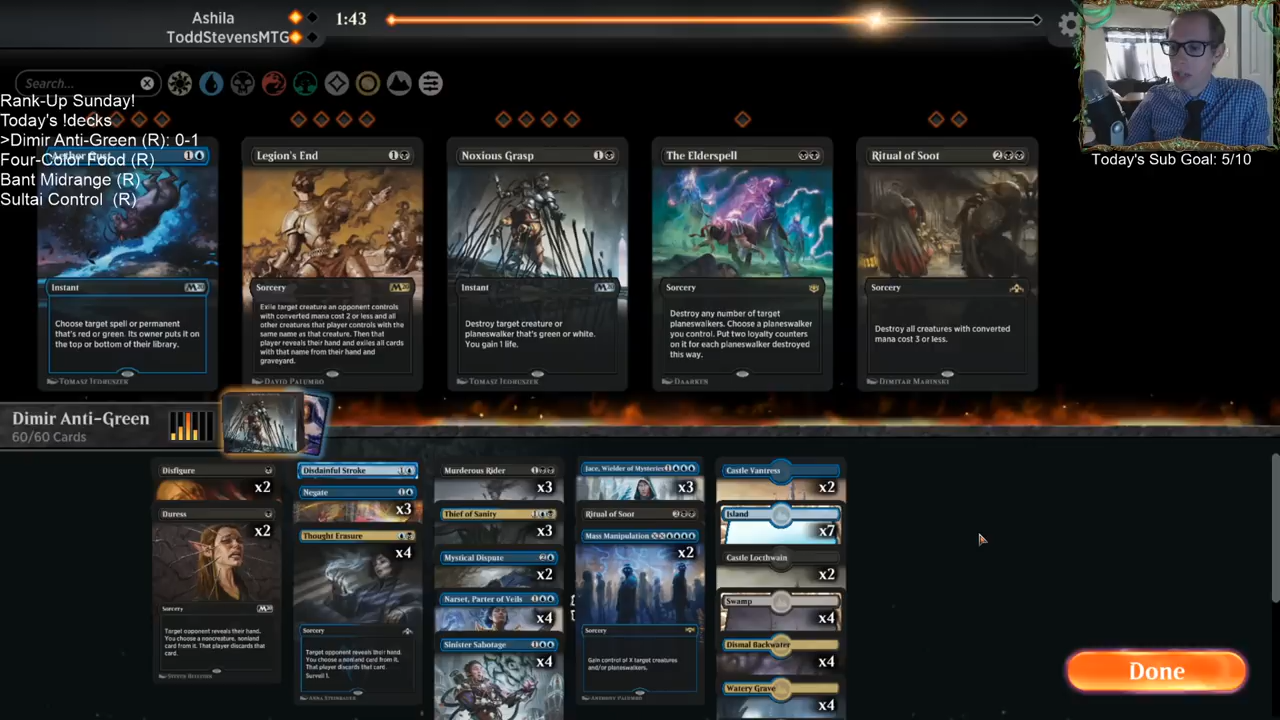 Ashila
ToddStevensMTG
1:43
Search...
Rank-Up Sunday!
Today's !decks
>Dimir Anti-Green (R): 0-1
Four-Color Food (R)
Bant Midrange (R)
Sultai Control (R)
Today's Sub Goal: 5/10
Instant
Choose target spell or permanent
that's red or green. Its owner puts it on
the top or bottom of their library.
Legion's End
Sorcery
Exile target creature an opponent controls
with converted mana cost 2 or less and all
other creatures that player controls with the
same name as that creature. Then that
player reveals their hand and exiles all cards
with that name from their hand and
graveyard.
DAVID PALUMBO
Noxious Grasp
Instant
Destroy target creature or
planeswalker that's green or white.
You gain 1 life.
The Elderspell
Sorcery
Destroy any number of target
planeswalkers. Choose a planeswalker
you control. Put two loyalty counters
on it for each planeswalker destroyed
this way.
DAARKEN
Ritual of Soot
Sorcery
Destroy all creatures with converted
mana cost 3 or less.
Dimir Anti-Green
60/60 Cards
Disfigure
x2
Duress
x2
Sorcery
Target opponent reveals their hand.
You choose a noncreature, nonland
card from it. That player discards that
card.
Disdainful Stroke
Negate
x3
Thought Erasure
x4
Sorcery
Target opponent reveals their hand.
You choose a nonland card from it.
That player discards that card.
Surveil 1.
Murderous Rider
x3
Thief of Sanity
x3
Mystical Dispute
x2
Narset, Parter of Veils
x4
Sinister Sabotage
x4
Jace, Wielder of Mysteries
x3
Ritual of Soot
Mass Manipulation
x2
Sorcery
Gain control of X target creatures
and/or planeswalkers.
Castle Vantress
x2
Island
x7
Castle Locthwain
x2
Swamp
x4
Dismal Backwater
x4
Watery Grave
x4
Done